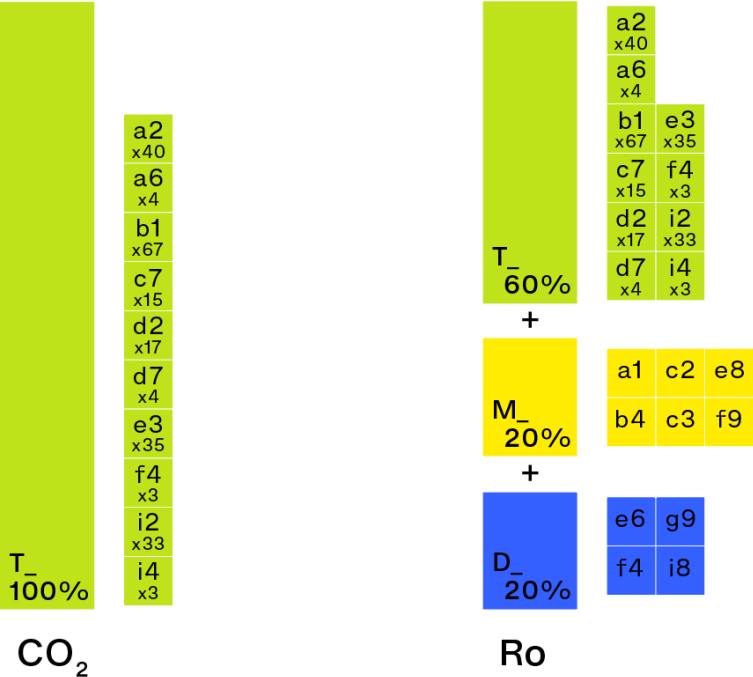 a2
x40
a6
x4
b1
x67
c7
x15
d2
x17
d7
x4
e3
x35
f4
x3
i2
x33
i4
x3
T_
100%
CO₂
a2
x40
a6
x4
b1 e3
x67 x35
c7 f4
x15 x3
d2 i2
x17 x33
d7 i4
x4 x3
T_
60%
+
M_
20%
a1 c2 e8
b4 c3 f9
+
D_
20%
e6 g9
f4 i8
Ro